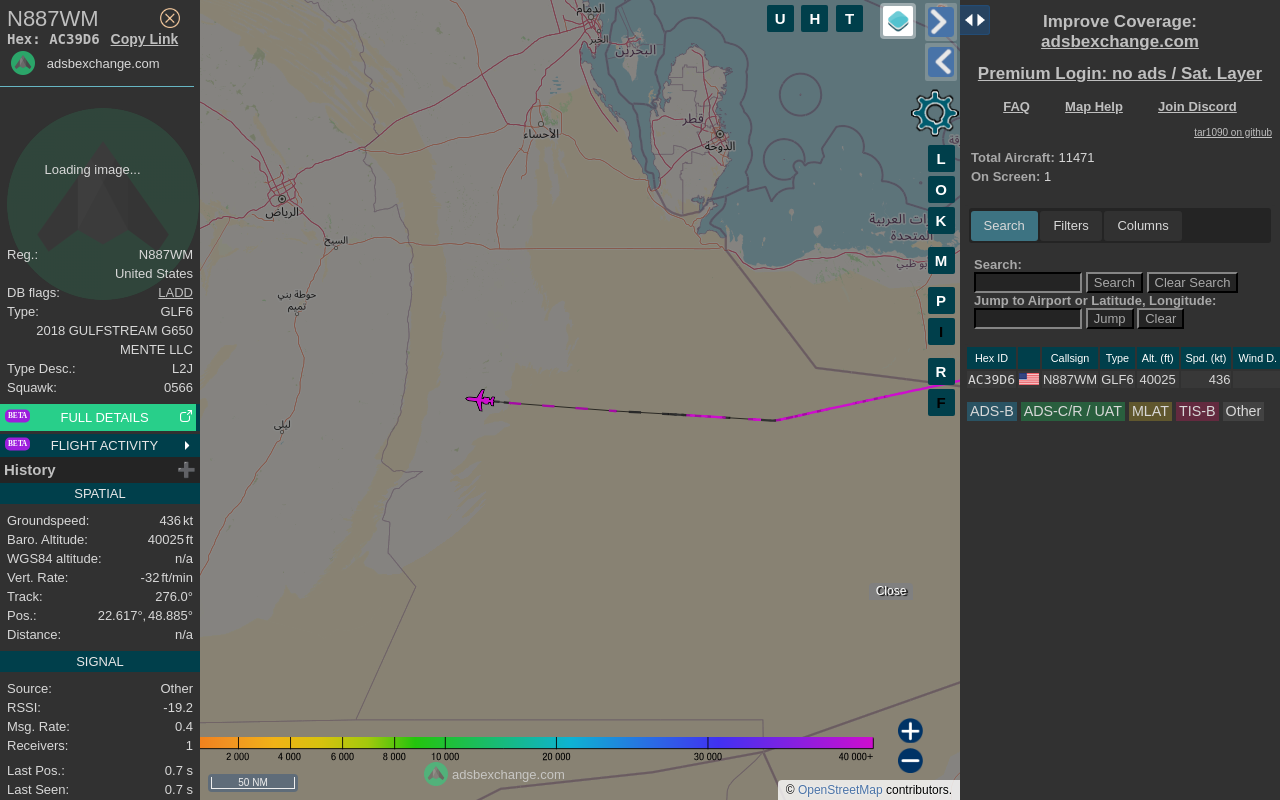 N887WM
Hex: AC39D6 Copy Link
adsbexchange.com
Loading image...
Reg.: N887WM
United States
DB flags: LADD
Type: GLF6
2018 GULFSTREAM G650
MENTE LLC
Type Desc.: L2J
Squawk: 0566
BETA FULL DETAILS
BETA FLIGHT ACTIVITY
History
SPATIAL
Groundspeed: 436 kt
Baro. Altitude: 40025 ft
WGS84 altitude: n/a
Vert. Rate: -32 ft/min
Track: 276.0°
Pos.: 22.617°, 48.885°
Distance: n/a
SIGNAL
Source: Other
RSSI: -19.2
Msg. Rate: 0.4
Receivers: 1
Last Pos.: 0.7 s
Last Seen: 0.7 s
الدمام
الخبر
البحرين
قطر
الدوحة
الأحساء
الرياض
السيح
حوطة بني
تميم
ليلى
المتحدة
U H T
L
O
K
M
P
I
R
F
Close
2 000 4 000 6 000 8 000 10 000 20 000 30 000 40 000+
50 NM
adsbexchange.com
© OpenStreetMap contributors.
Improve Coverage:
adsbexchange.com
Premium Login: no ads / Sat. Layer
FAQ Map Help Join Discord
tar1090 on github
Total Aircraft: 11471
On Screen: 1
Search Filters Columns
Search:
Search Clear Search
Jump to Airport or Latitude, Longitude:
Jump Clear
Hex ID Callsign Type Alt. (ft) Spd. (kt) Wind D.
AC39D6 N887WM GLF6 40025 436
ADS-B ADS-C/R / UAT MLAT TIS-B Other